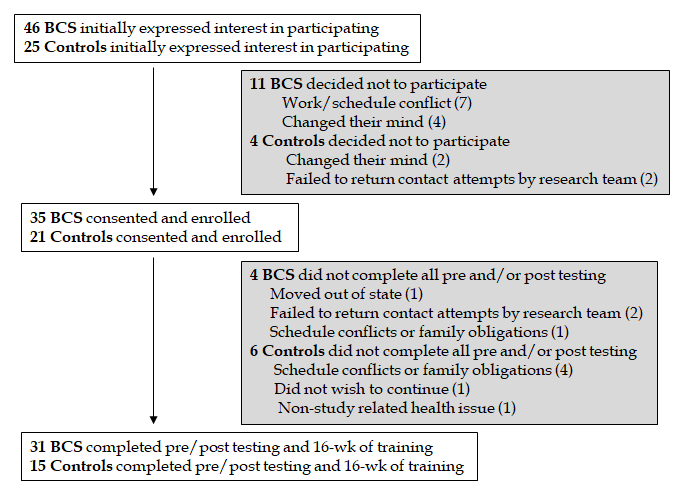 46 BCS initially expressed interest in participating
25 Controls initially expressed interest in participating
11 BCS decided not to participate
Work/schedule conflict (7)
Changed their mind (4)
4 Controls decided not to participate
Changed their mind (2)
Failed to return contact attempts by research team (2)
35 BCS consented and enrolled
21 Controls consented and enrolled
4 BCS did not complete all pre and/or post testing
Moved out of state (1)
Failed to return contact attempts by research team (2)
Schedule conflicts or family obligations (1)
6 Controls did not complete all pre and/or post testing
Schedule conflicts or family obligations (4)
Did not wish to continue (1)
Non-study related health issue (1)
31 BCS completed pre/post testing and 16-wk of training
15 Controls completed pre/post testing and 16-wk of training